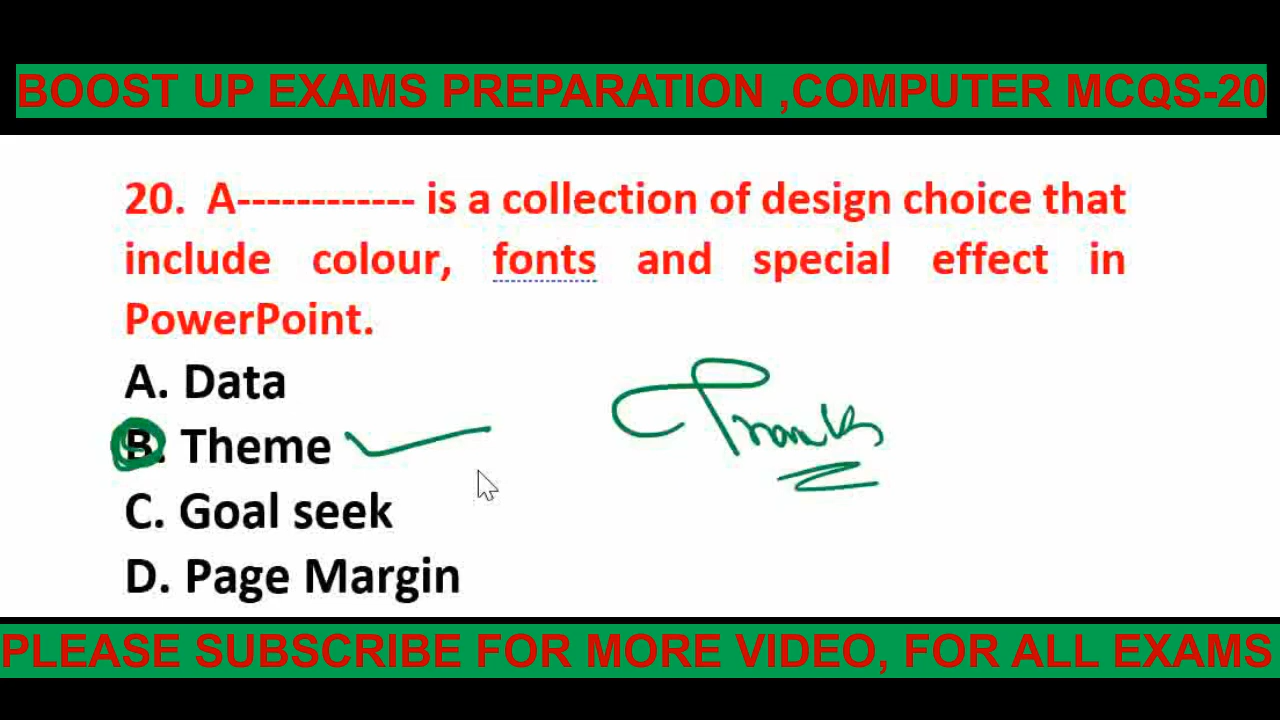 BOOST UP EXAMS PREPARATION ,COMPUTER MCQS-20
20. A------------ is a collection of design choice that
include colour, fonts and special effect in
PowerPoint.
A. Data
B. Theme
Thanks
C. Goal seek
D. Page Margin
PLEASE SUBSCRIBE FOR MORE VIDEO, FOR ALL EXAMS